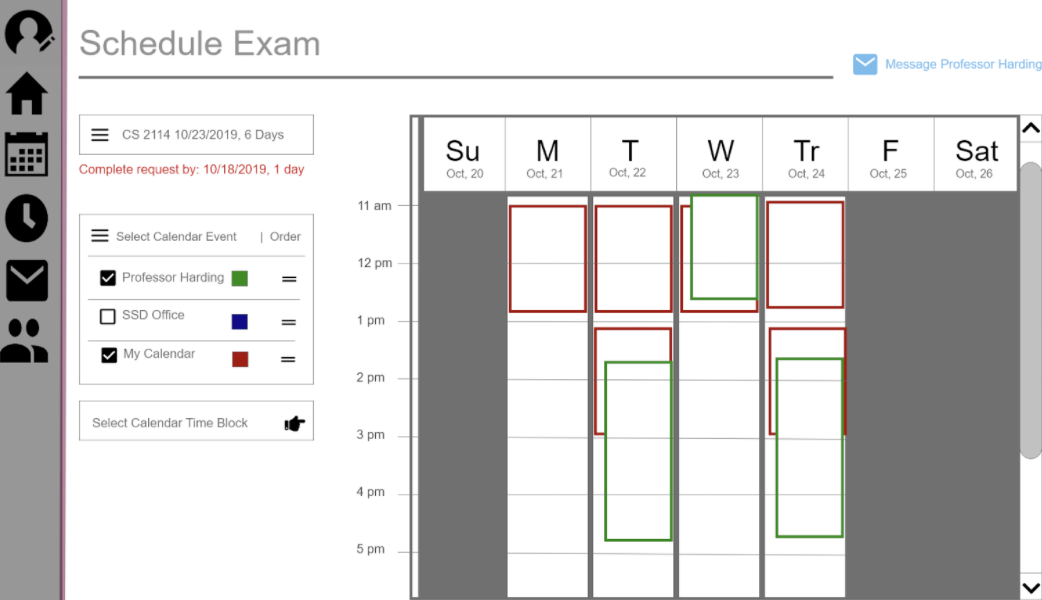 Schedule Exam
Message Professor Harding
CS 2114 10/23/2019, 6 Days
Complete request by: 10/18/2019, 1 day
Select Calendar Event | Order
Professor Harding
SSD Office
My Calendar
Select Calendar Time Block
Su M T W Tr F Sat
Oct, 20 Oct, 21 Oct, 22 Oct, 23 Oct, 24 Oct, 25 Oct, 26
11 am
12 pm
1 pm
2 pm
3 pm
4 pm
5 pm